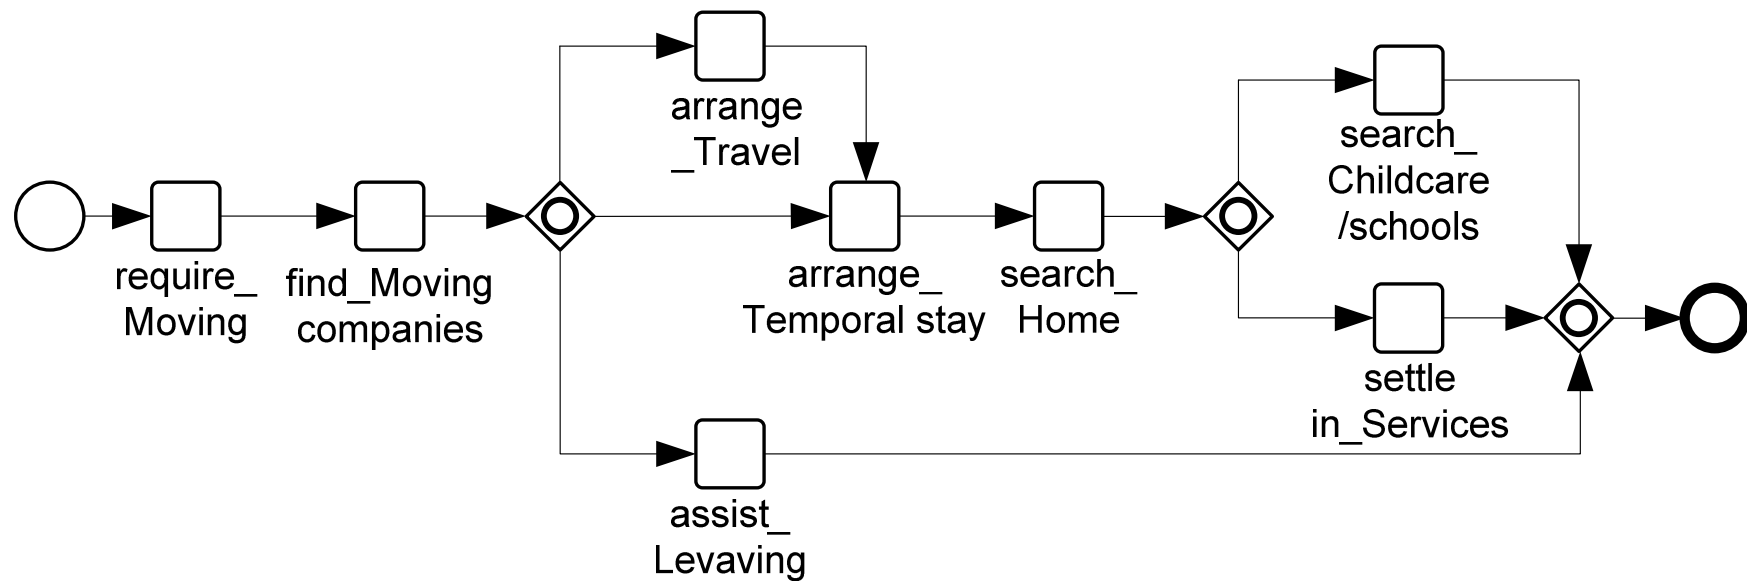 arrange
_Travel
search_
Childcare
/schools
require_
Moving
find_Moving
companies
arrange_
Temporal stay
search_
Home
settle
in_Services
assist_
Levaving